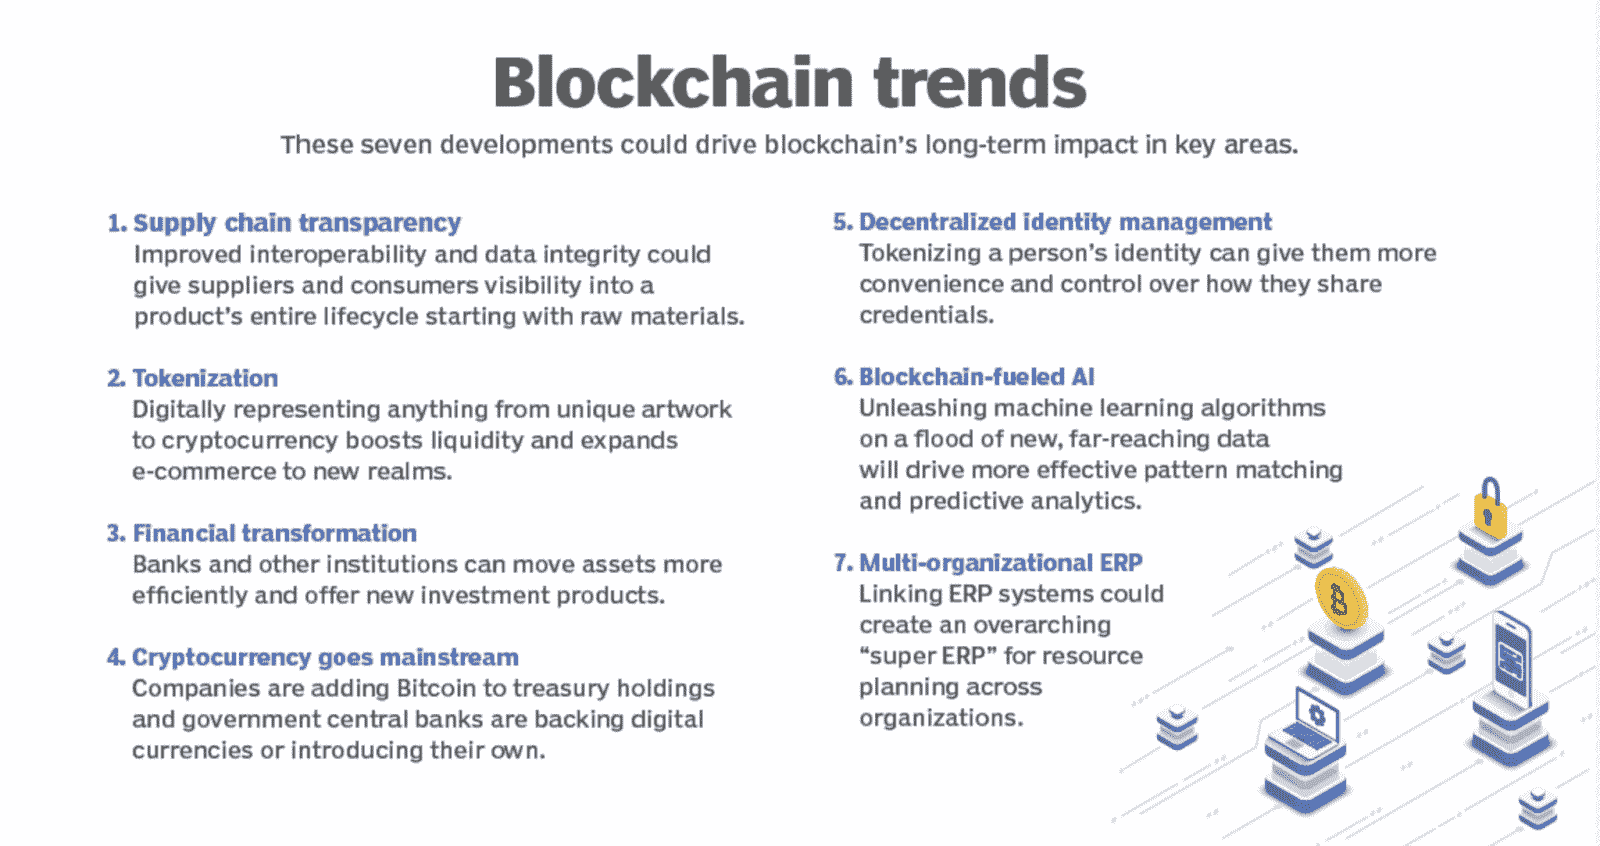 Blockchain trends
These seven developments could drive blockchain's long-term impact in key areas.
1. Supply chain transparency
Improved interoperability and data integrity could
give suppliers and consumers visibility into a
product's entire lifecycle starting with raw materials.
2. Tokenization
Digitally representing anything from unique artwork
to cryptocurrency boosts liquidity and expands
e-commerce to new realms.
3. Financial transformation
Banks and other institutions can move assets more
efficiently and offer new investment products.
4. Cryptocurrency goes mainstream
Companies are adding Bitcoin to treasury holdings
and government central banks are backing digital
currencies or introducing their own.
5. Decentralized identity management
Tokenizing a person's identity can give them more
convenience and control over how they share
credentials.
6. Blockchain-fueled AI
Unleashing machine learning algorithms
on a flood of new, far-reaching data
will drive more effective pattern matching
and predictive analytics.
7. Multi-organizational ERP
Linking ERP systems could
create an overarching
“super ERP” for resource
planning across
organizations.